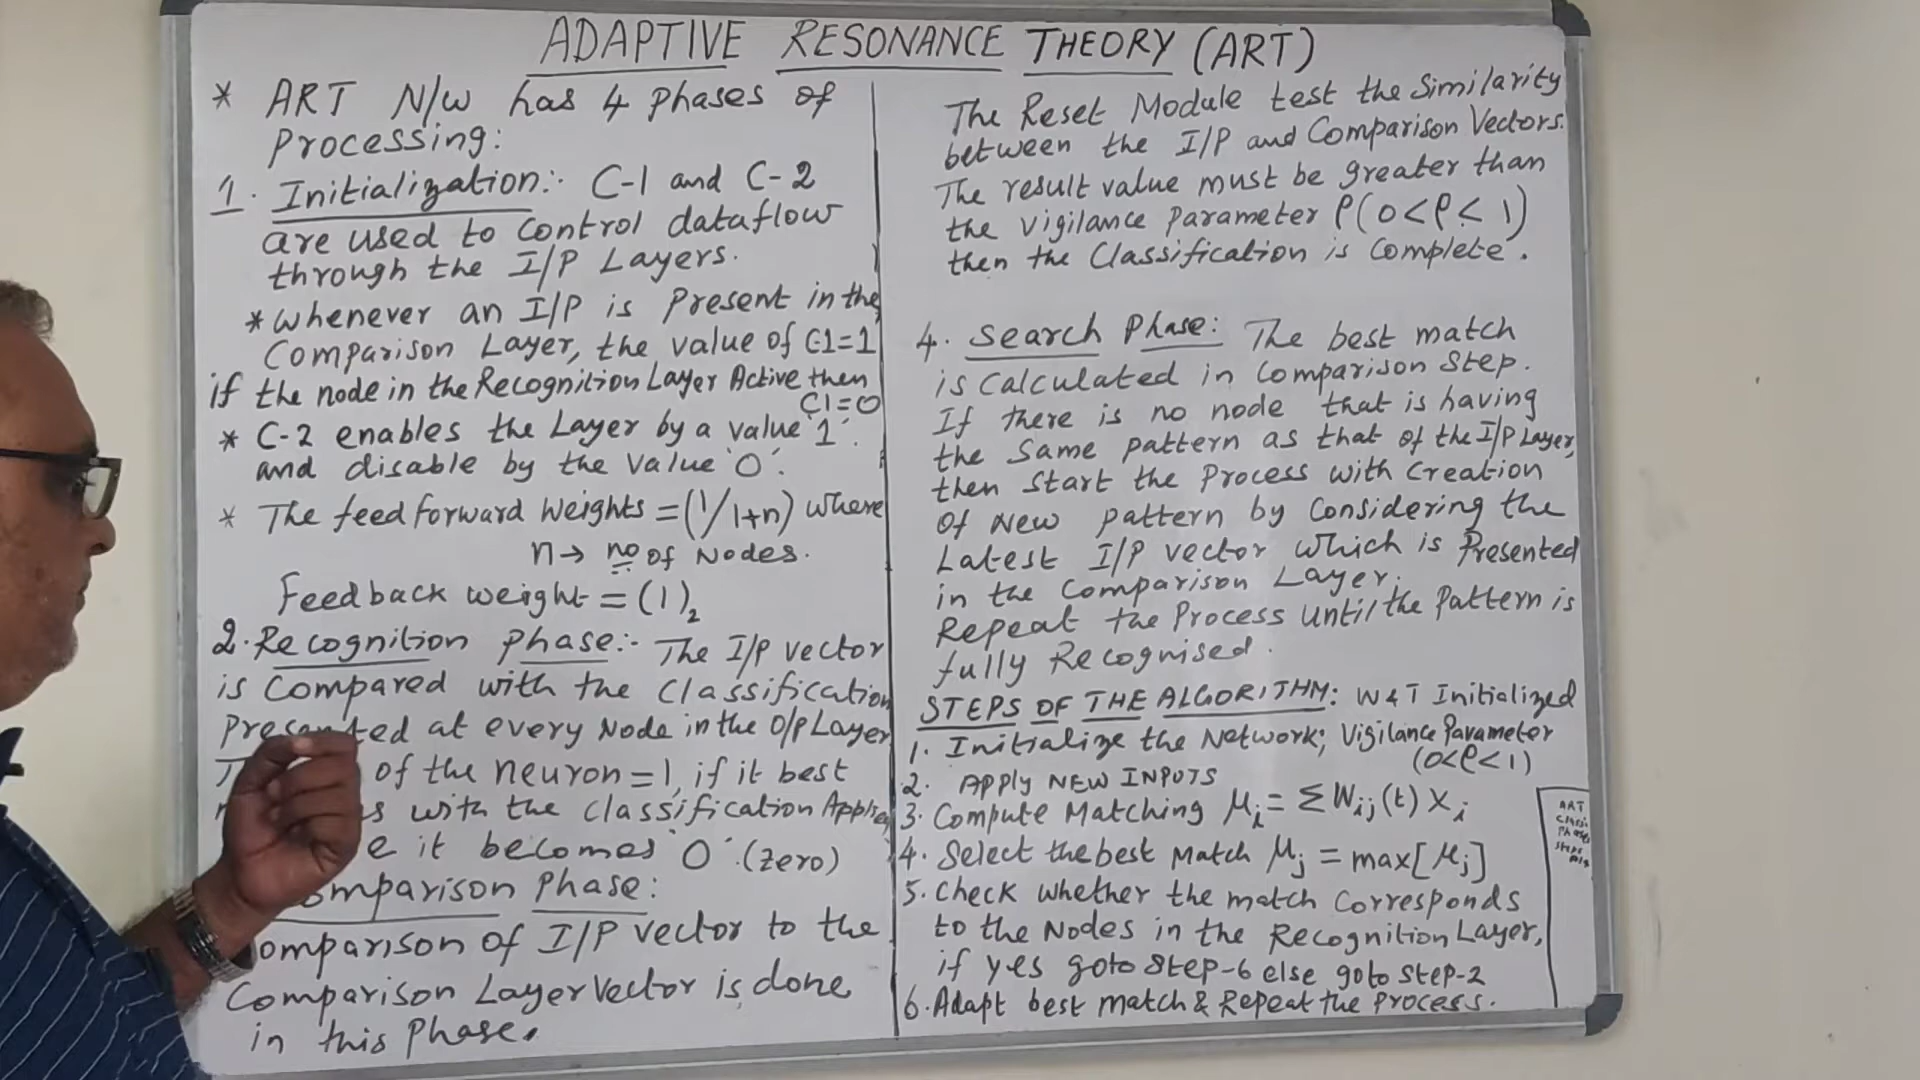 ADAPTIVE RESONANCE THEORY (ART)
* ART N/W has 4 phases of
Processing:
1. Initialization:- C-1 and C-2
are used to control dataflow
through the I/P Layers.
* whenever an I/P is Present in the
Comparison Layer, the value of C1=1
if the node in the Recognition Layer Active then
C1=0
* C-2 enables the Layer by a value '1'.
and disable by the value '0'.
* The feed forward Weights = (1/1+n) where
n → no of Nodes.
Feedback weight = (1)2
2. Recognition Phase:- The I/P vector
is Compared with the Classification
Presented at every Node in the O/P Layer
of the neuron = 1, if it best
with the Classification
it becomes '0'. (Zero)
Comparison Phase:
Comparison of I/P vector to the
Comparison Layer Vector is done
in this Phase.
The Reset Module test the Similarity
between the I/P and Comparison Vectors.
The result value must be greater than
the vigilance Parameter ρ(0<ρ<1)
then the Classification is Complete.
4. Search Phase: The best match
is Calculated in Comparison Step.
If there is no node that is having
the Same pattern as that of the I/P Layer,
then Start the Process with Creation
of New pattern by Considering the
Latest I/P vector which is Presented
in the Comparison Layer.
Repeat the Process until the Pattern is
fully Recognised.
STEPS OF THE ALGORITHM: W&T Initialized
1. Initialize the Network; Vigilance Parameter
(0<ρ<1)
2. APPLY NEW INPUTS
3. Compute Matching μi = ΣWij(t) Xi
4. Select the best Match μj = max[μj]
5. Check whether the match Corresponds
to the Nodes in the Recognition Layer,
if yes goto Step-6 else goto Step-2
6. Adapt best match & Repeat the Process.
ART